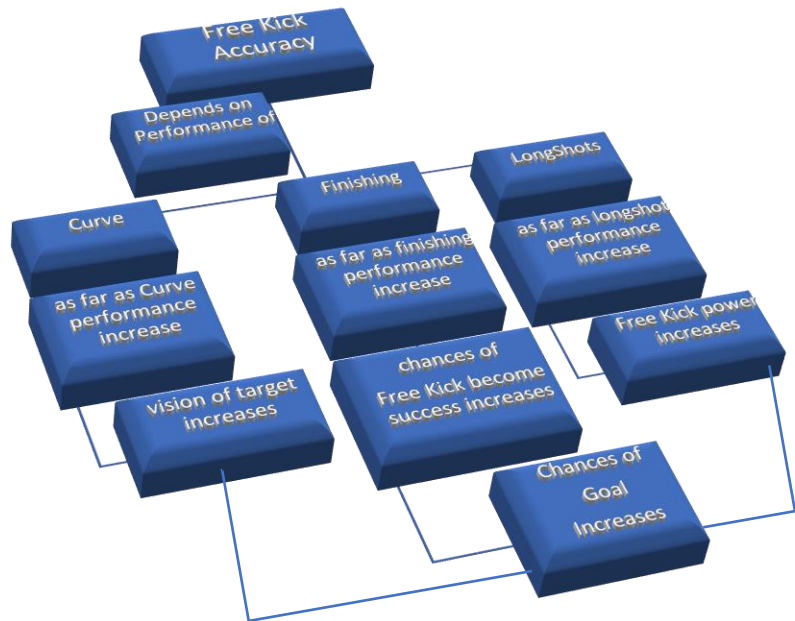 Free Kick
Accuracy
Depends on
Performance of
Curve
Finishing
LongShots
as far as Curve
performance
increase
as far as finishing
performance
increase
as far as longshot
performance
increase
vision of target
increases
chances of
Free Kick become
success increases
Free Kick power
increases
Chances of
Goal
Increases